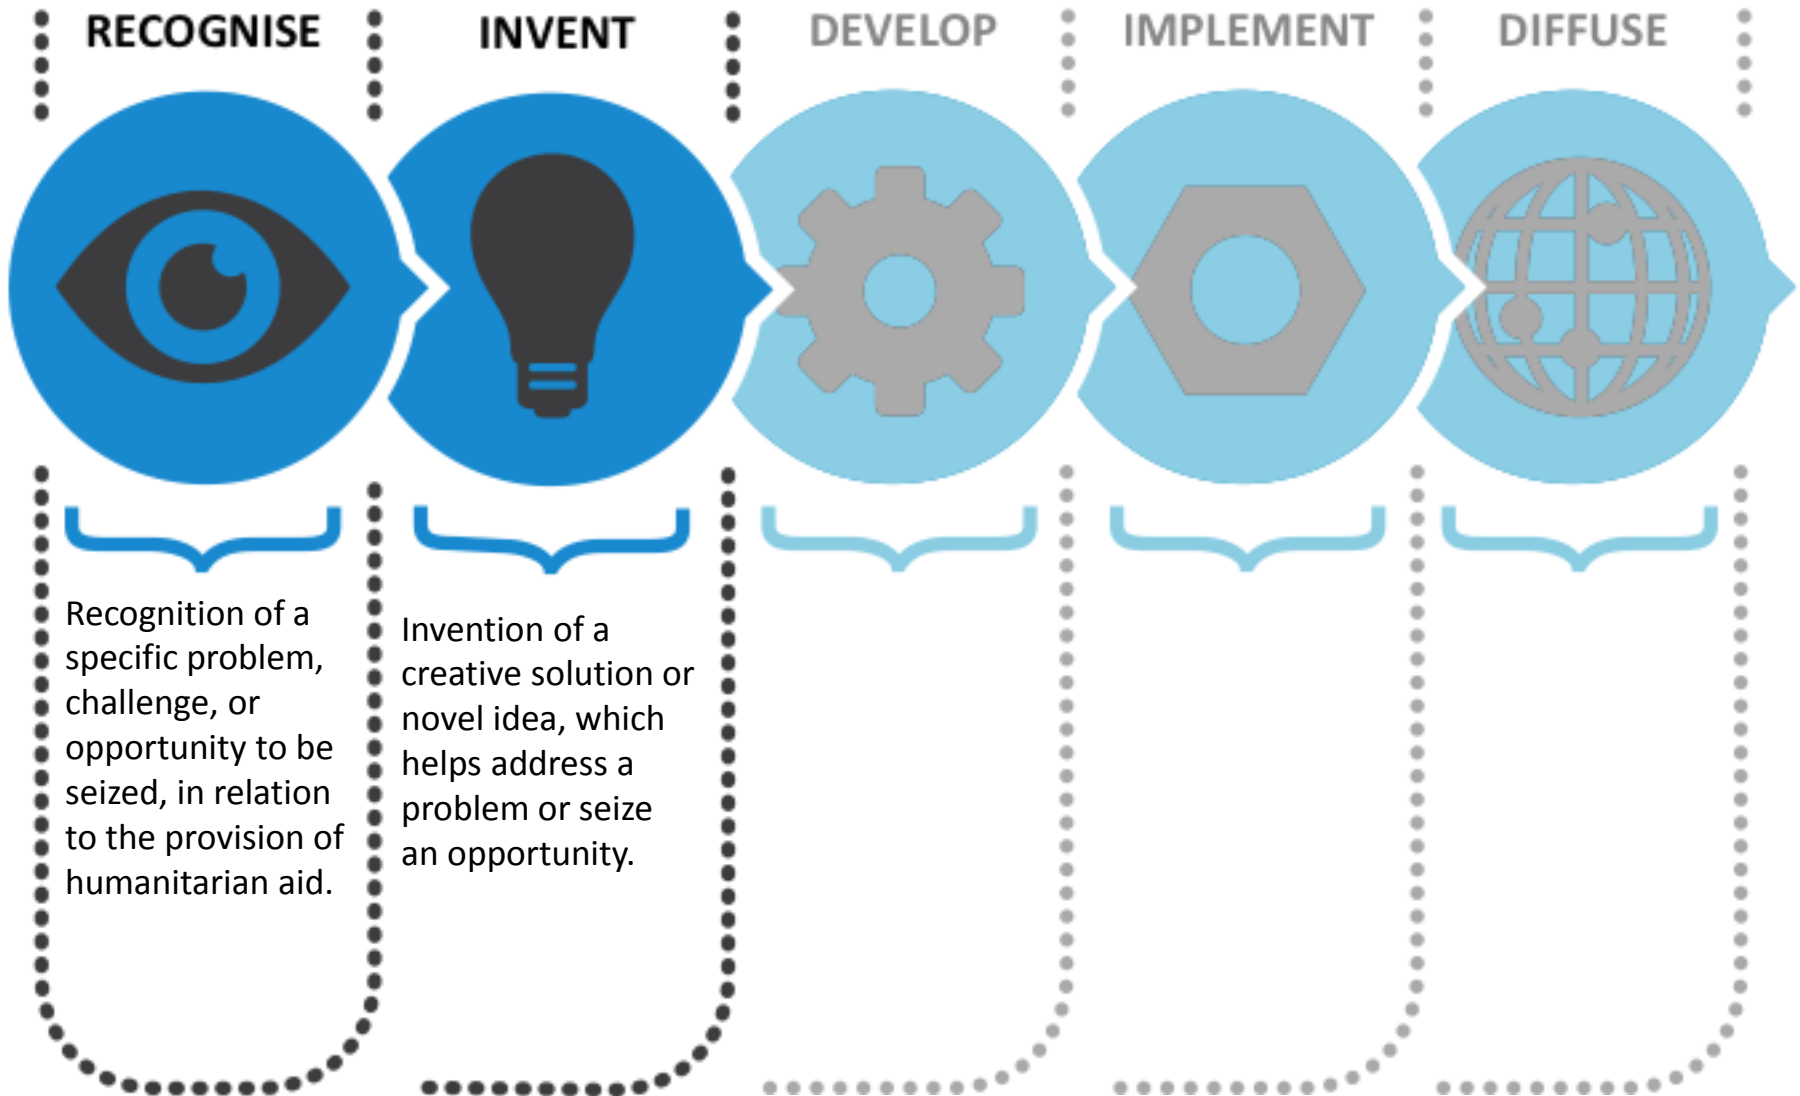 RECOGNISE
INVENT
DEVELOP
IMPLEMENT
DIFFUSE
Recognition of a
specific problem,
challenge, or
opportunity to be
seized, in relation
to the provision of
humanitarian aid.
Invention of a
creative solution or
novel idea, which
helps address a
problem or seize
an opportunity.